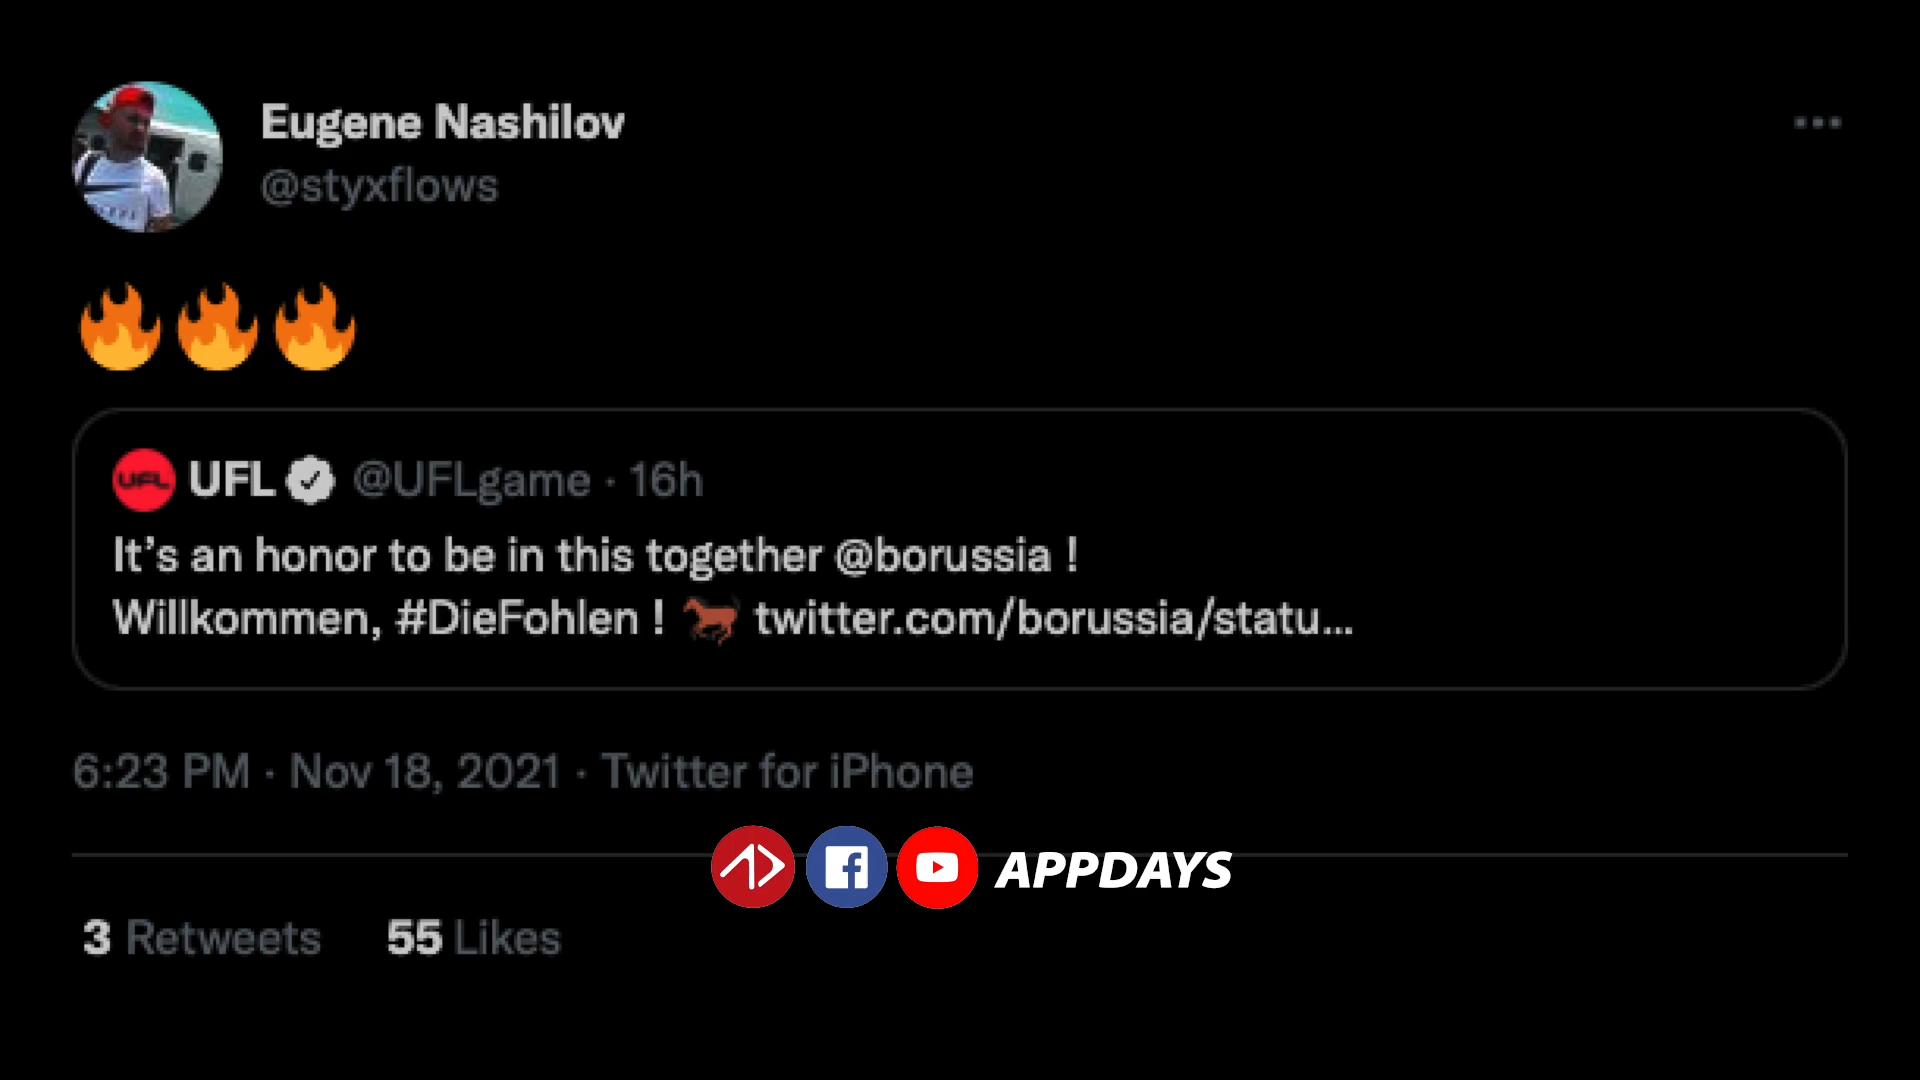 Eugene Nashilov
@styxflows
🔥🔥🔥
UFL @UFLgame · 16h
It's an honor to be in this together @borussia !
Willkommen, #DieFohlen ! 🐎 twitter.com/borussia/statu...
6:23 PM · Nov 18, 2021 · Twitter for iPhone
APPDAYS
3 Retweets 55 Likes